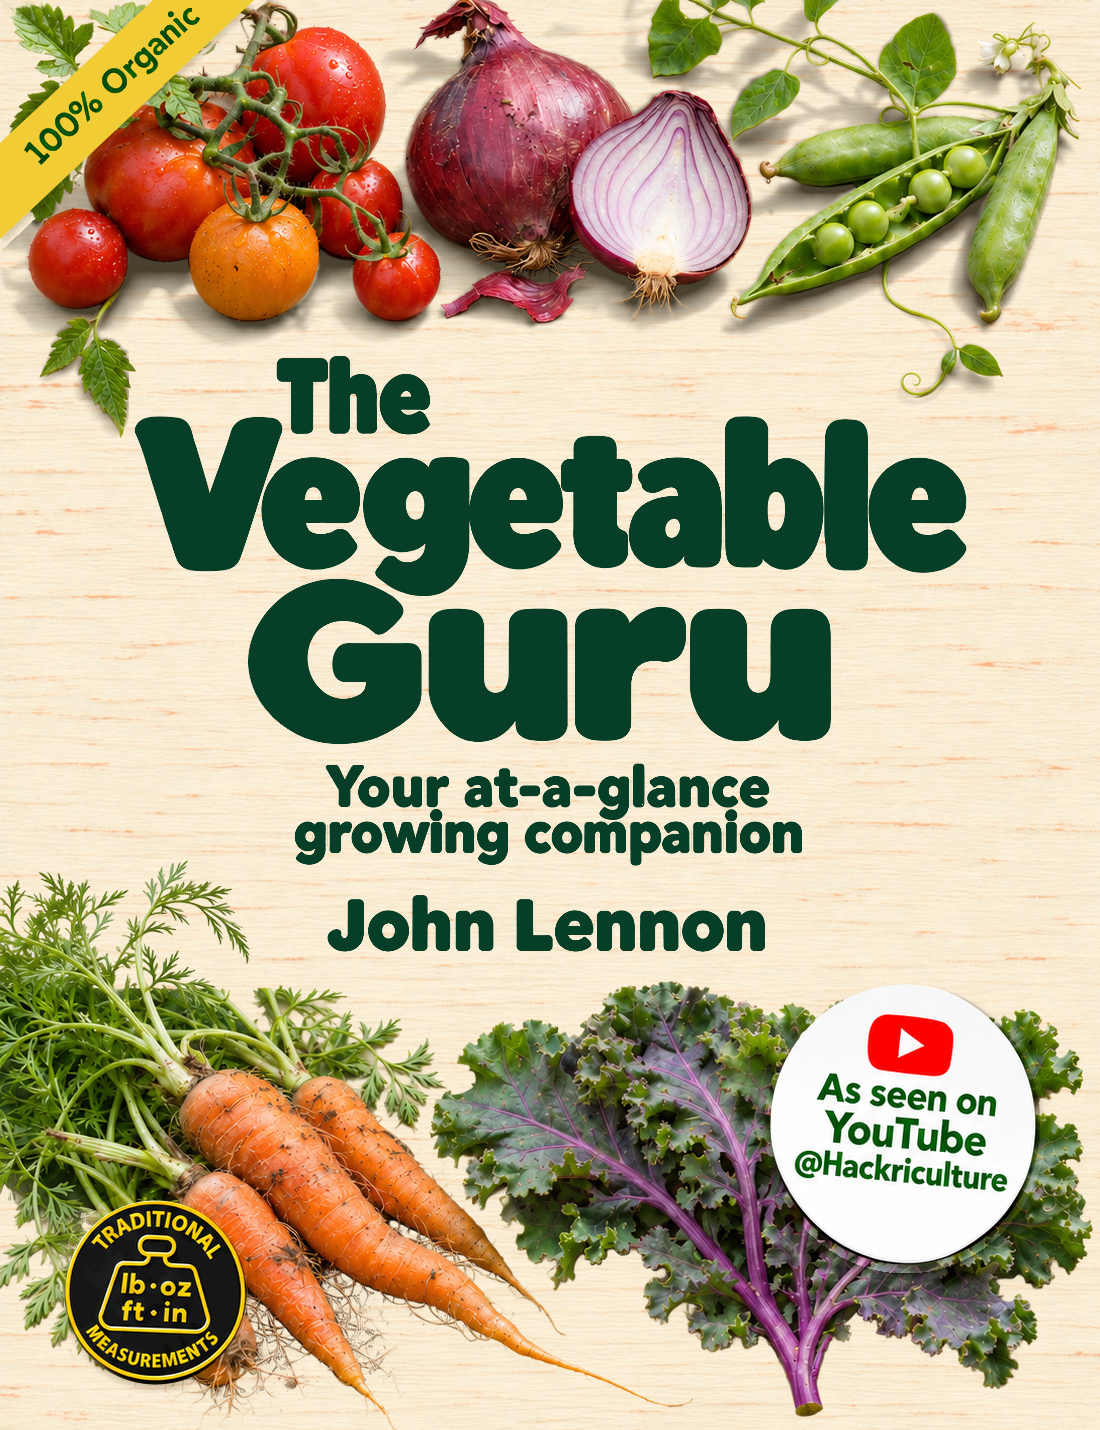 100% Organic
The
Vegetable
Guru
Your at-a-glance
growing companion
John Lennon
As seen on
YouTube
@Hackriculture
TRADITIONAL
lb·oz
ft·in
MEASUREMENTS